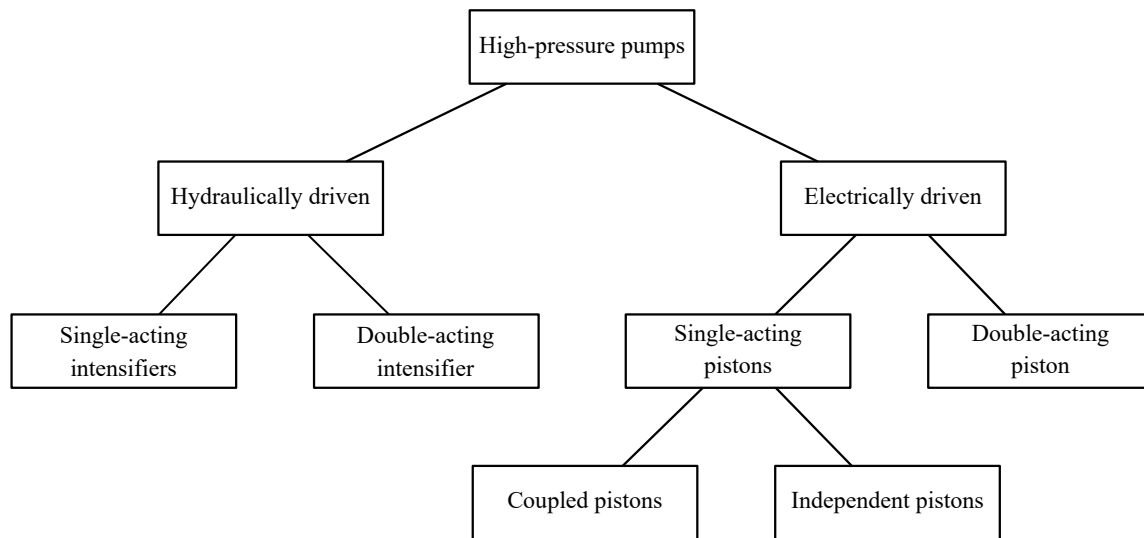 High-pressure pumps
Hydraulically driven
Electrically driven
Single-acting
intensifiers
Double-acting
intensifier
Single-acting
pistons
Double-acting
piston
Coupled pistons
Independent pistons